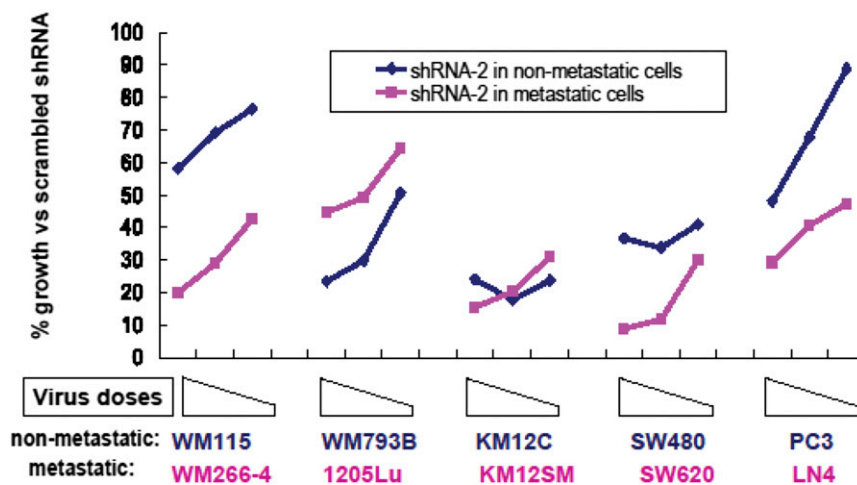 100
90
80
70
60
50
40
30
20
10
0
% growth vs scrambled shRNA
shRNA-2 in non-metastatic cells
shRNA-2 in metastatic cells
Virus doses
non-metastatic: WM115 WM793B KM12C SW480 PC3
metastatic: WM266-4 1205Lu KM12SM SW620 LN4